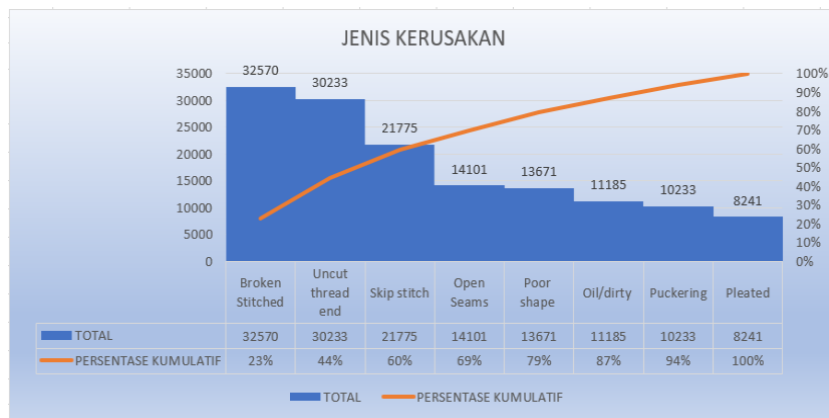 JENIS KERUSAKAN
32570
30233
21775
14101
13671
11185
10233
8241
35000
30000
25000
20000
15000
10000
5000
0
100%
90%
80%
70%
60%
50%
40%
30%
20%
10%
0%
Broken Stitched
Uncut thread end
Skip stitch
Open Seams
Poor shape
Oil/dirty
Puckering
Pleated
TOTAL 32570 30233 21775 14101 13671 11185 10233 8241
PERSENTASE KUMULATIF 23% 44% 60% 69% 79% 87% 94% 100%
TOTAL PERSENTASE KUMULATIF